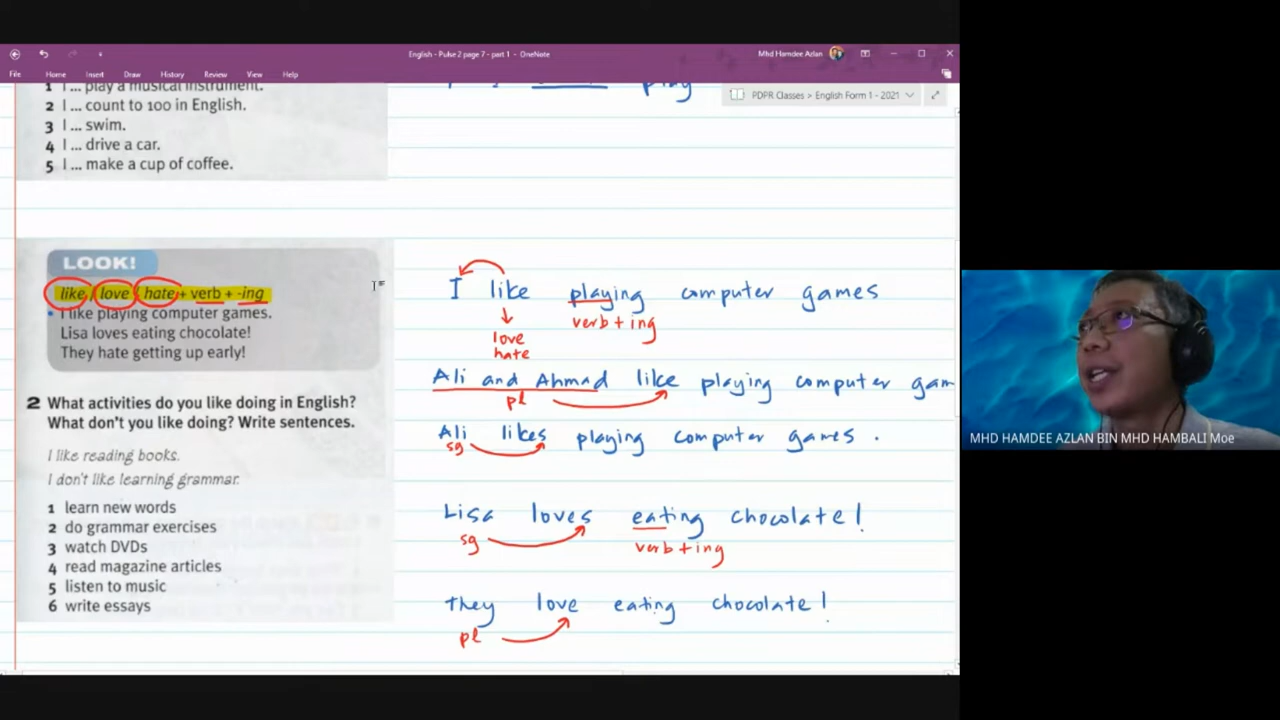 English - Pulse 2 page 7 - part 1 - OneNote
Mhd Hamdee Azlan
File Home Insert Draw History Review View Help
PDPR Classes > English Form 1 - 2021
1 I ... play a musical instrument.
2 I ... count to 100 in English.
3 I ... swim.
4 I ... drive a car.
5 I ... make a cup of coffee.
play
LOOK!
like / love / hate + verb + -ing
• I like playing computer games.
Lisa loves eating chocolate!
They hate getting up early!
2 What activities do you like doing in English?
What don't you like doing? Write sentences.
I like reading books.
I don't like learning grammar.
1 learn new words
2 do grammar exercises
3 watch DVDs
4 read magazine articles
5 listen to music
6 write essays
I like playing computer games
verb + ing
love
hate
Ali and Ahmad like playing computer gam
pl
Ali likes playing computer games.
sg
Lisa loves eating chocolate!
sg
verb + ing
They love eating chocolate!
pl
MHD HAMDEE AZLAN BIN MHD HAMBALI Moe